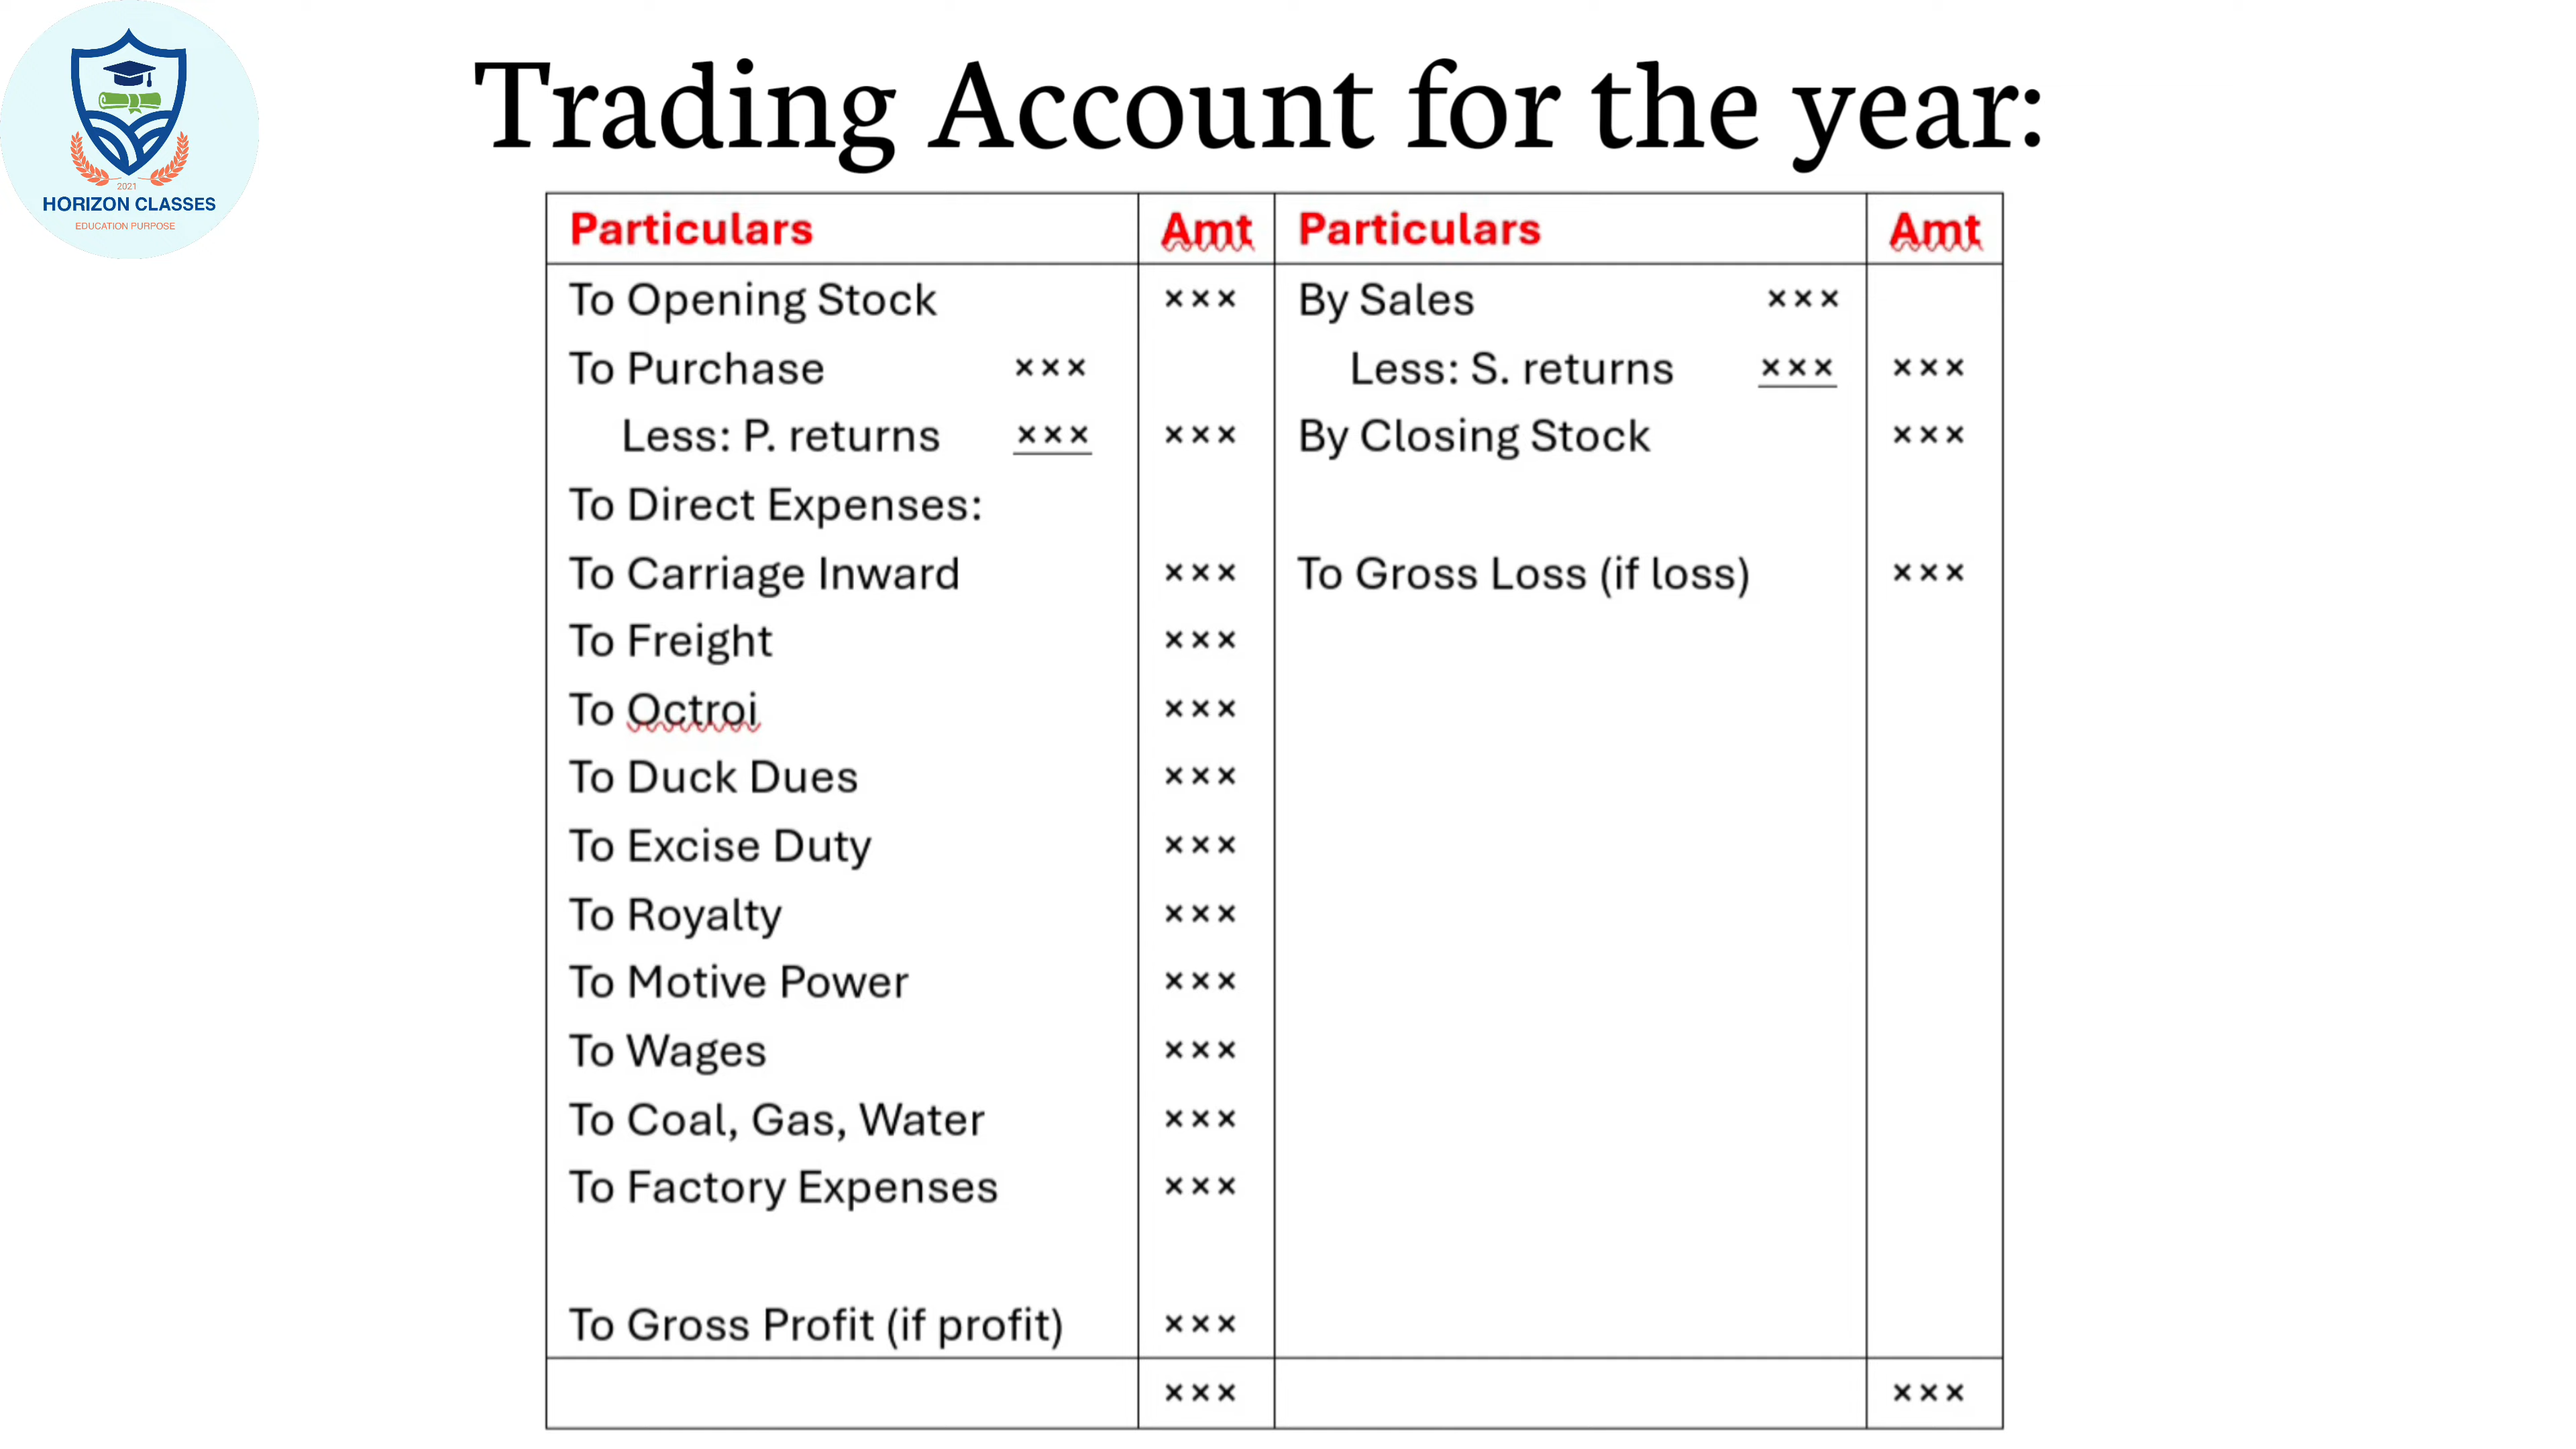 2021
HORIZON CLASSES
EDUCATION PURPOSE
Trading Account for the year:
Particulars Amt Particulars Amt
To Opening Stock ××× By Sales ×××
To Purchase ××× Less: S. returns ××× ×××
Less: P. returns ××× ××× By Closing Stock ×××
To Direct Expenses:
To Carriage Inward ××× To Gross Loss (if loss) ×××
To Freight ×××
To Octroi ×××
To Duck Dues ×××
To Excise Duty ×××
To Royalty ×××
To Motive Power ×××
To Wages ×××
To Coal, Gas, Water ×××
To Factory Expenses ×××
To Gross Profit (if profit) ×××
××× ×××